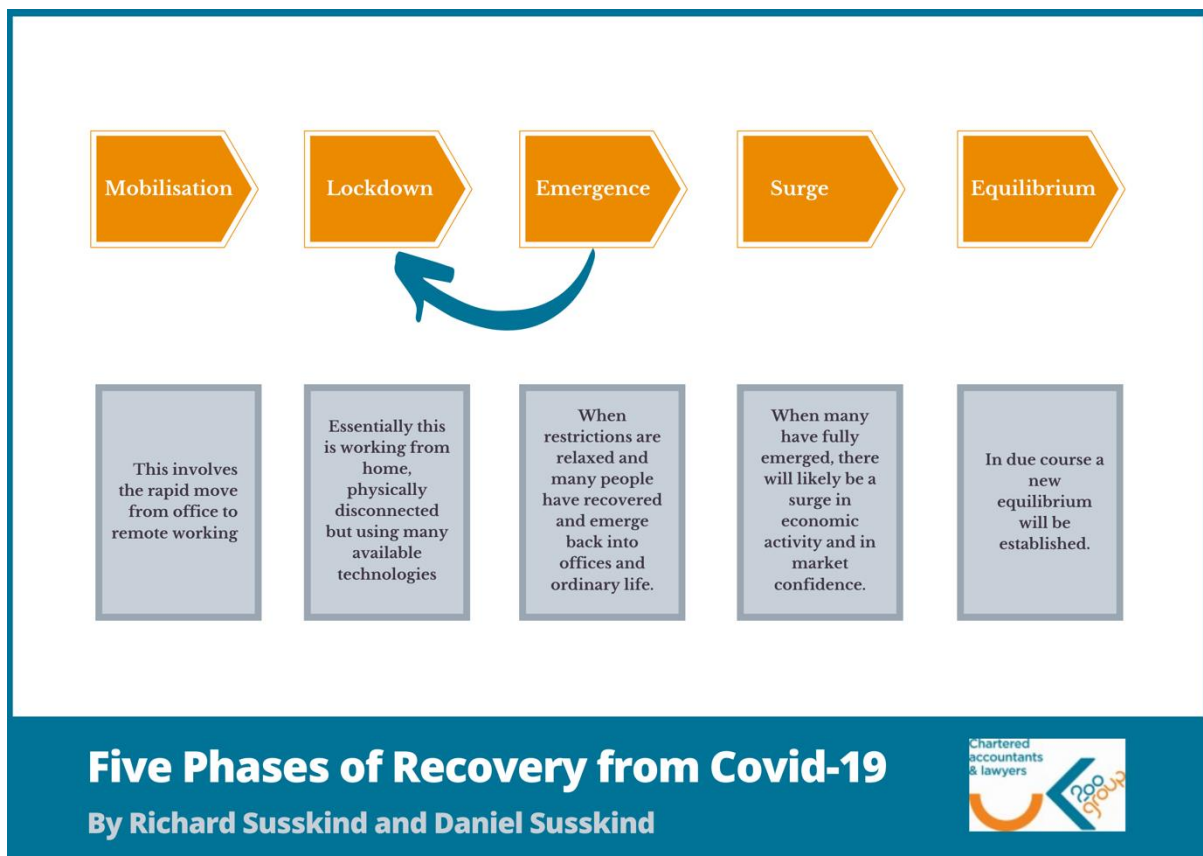 Mobilisation
Lockdown
Emergence
Surge
Equilibrium
This involves
the rapid move
from office to
remote working
Essentially this
is working from
home,
physically
disconnected
but using many
available
technologies
When
restrictions are
relaxed and
many people
have recovered
and emerge
back into
offices and
ordinary life.
When many
have fully
emerged, there
will likely be a
surge in
economic
activity and in
market
confidence.
In due course a
new
equilibrium
will be
established.
Five Phases of Recovery from Covid-19
By Richard Susskind and Daniel Susskind
Chartered
accountants
& lawyers
UK
200
group